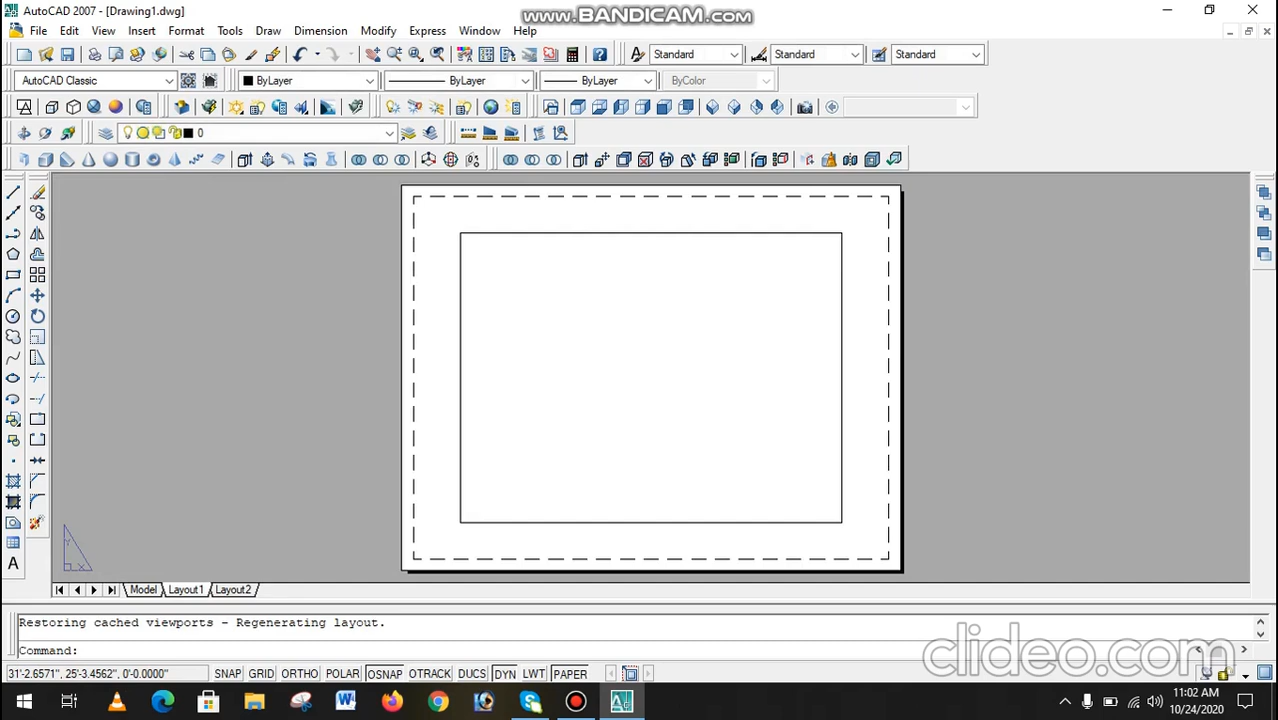 AutoCAD 2007 - [Drawing1.dwg]
www.BANDICAM.com
File Edit View Insert Format Tools Draw Dimension Modify Express Window Help
Standard Standard Standard
AutoCAD Classic ByLayer ByLayer ByLayer ByColor
0
Y X
A
Model Layout1 Layout2
Restoring cached viewports - Regenerating layout.
Command:
clideo.com
31'-2.6571", 25'-3.4562", 0'-0.0000" SNAP GRID ORTHO POLAR OSNAP OTRACK DUCS DYN LWT PAPER
11:02 AM
10/24/2020